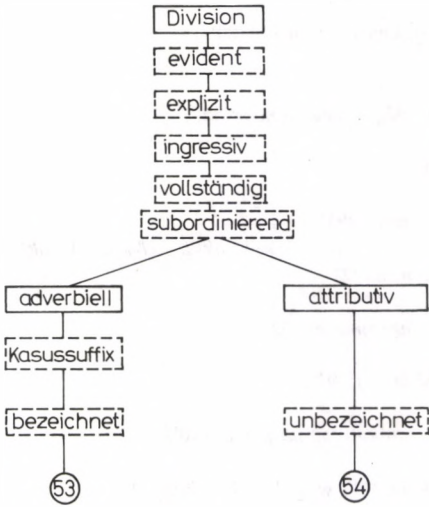 Division
evident
explizit
ingressiv
vollständig
subordinierend
adverbiell
attributiv
Kasussuffix
bezeichnet
unbezeichnet
53
54